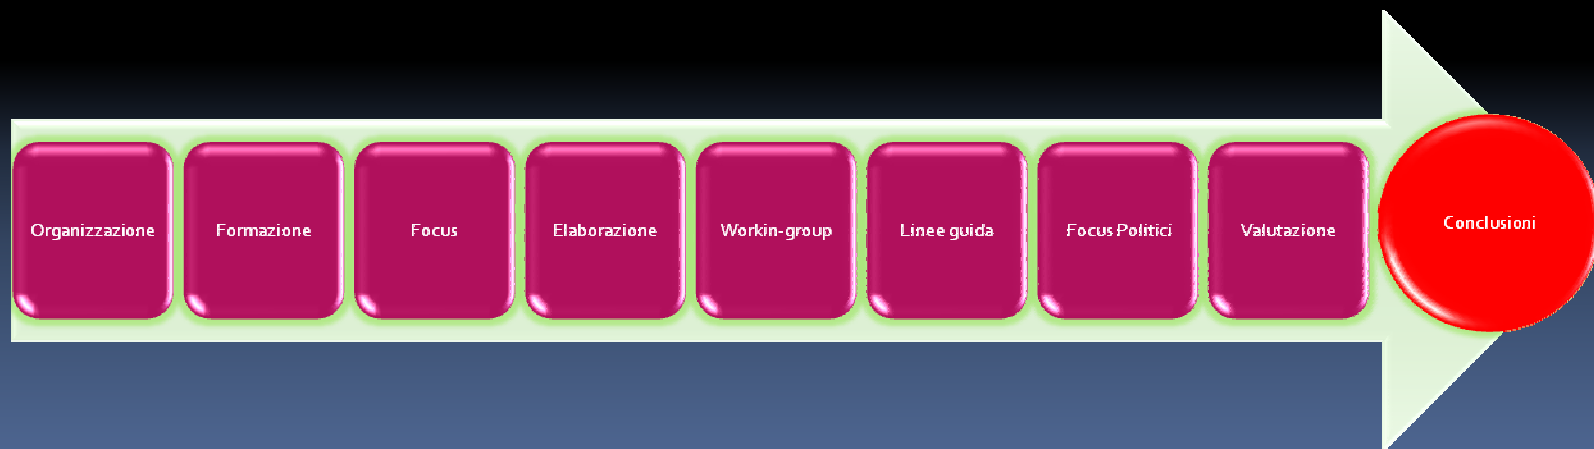 Organizzazione
Formazione
Focus
Elaborazione
Workin-group
Linee guida
Focus Politici
Valutazione
Conclusioni